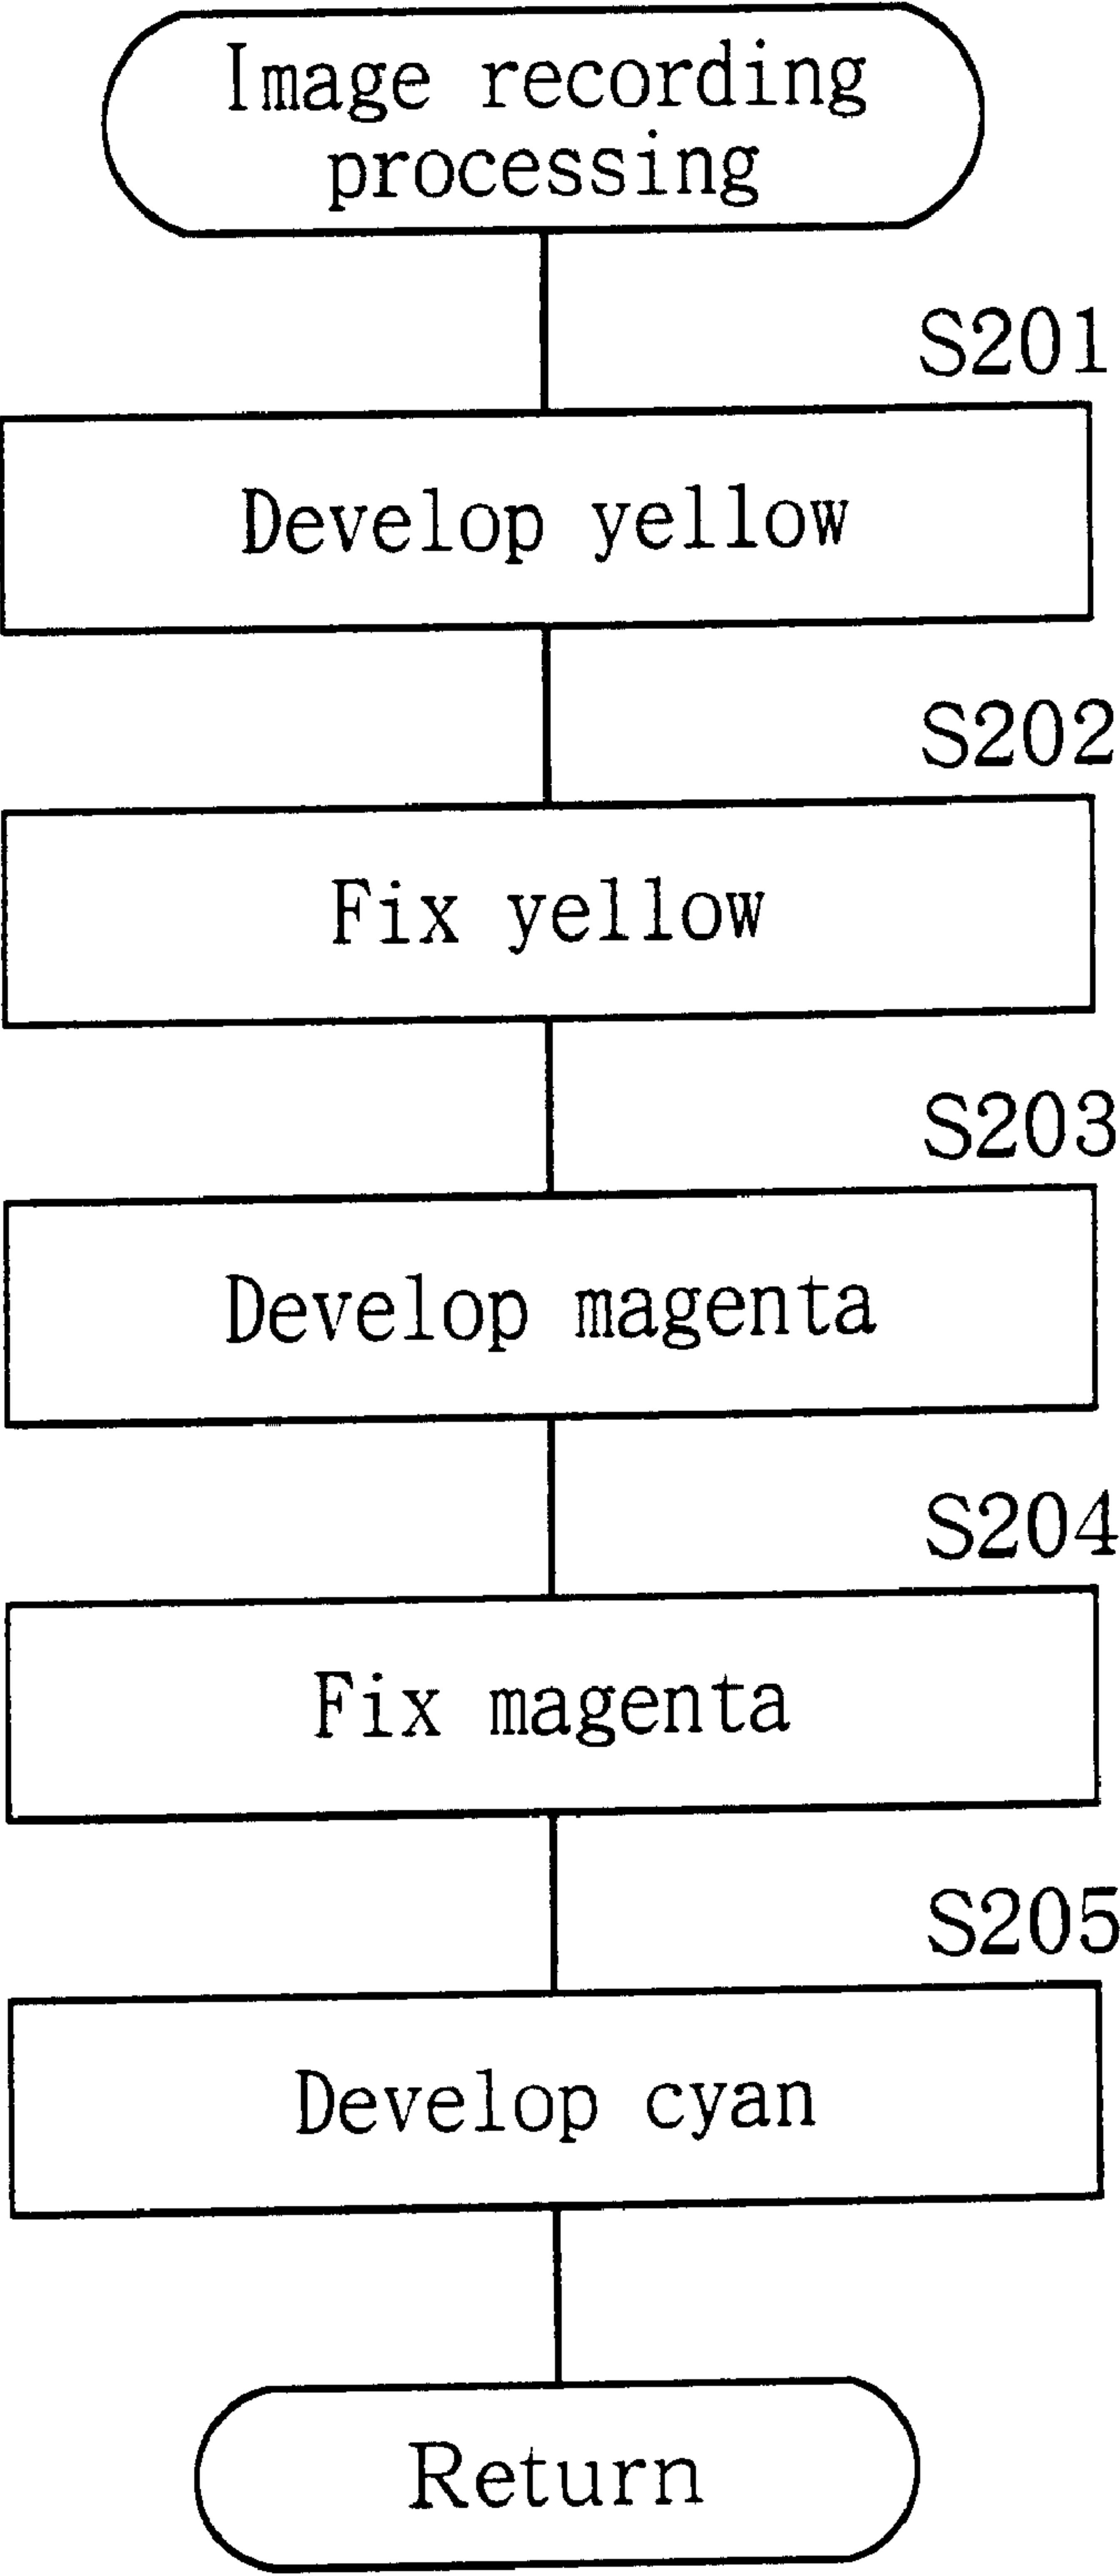 Image recording
processing
S201
Develop yellow
S202
Fix yellow
S203
Develop magenta
S204
Fix magenta
S205
Develop cyan
Return